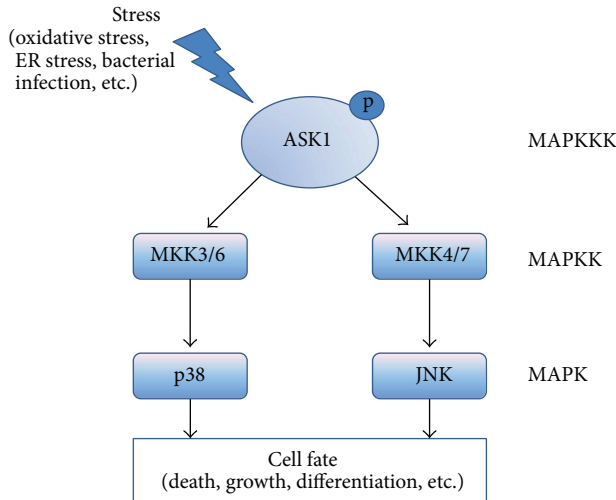 Stress
(oxidative stress,
ER stress, bacterial
infection, etc.)
p
ASK1
MAPKKK
MKK3/6
MKK4/7
MAPKK
p38
JNK
MAPK
Cell fate
(death, growth, differentiation, etc.)